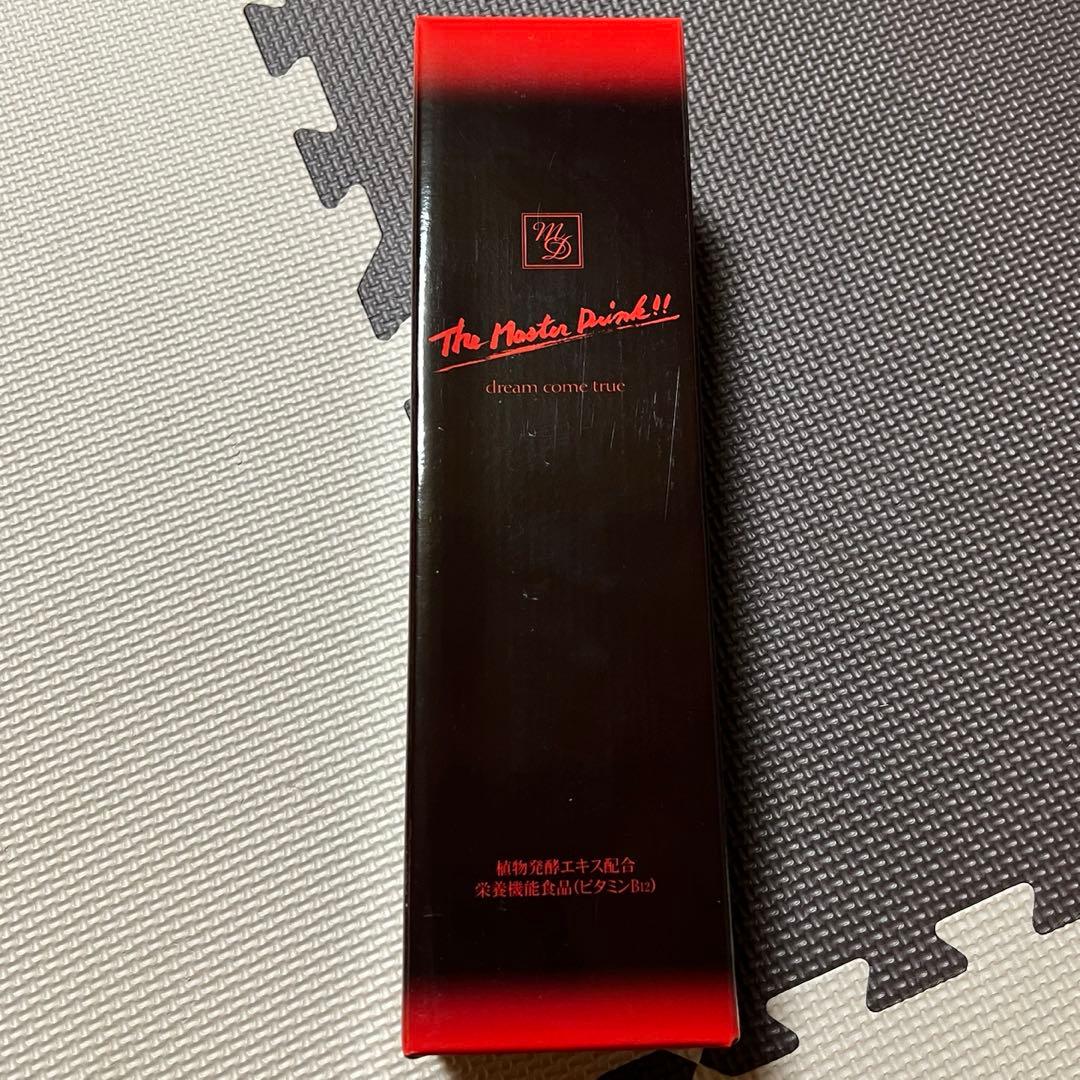 MD
The Master Drink!!
dream come true
植物発酵エキス配合
栄養機能食品(ビタミンB12)